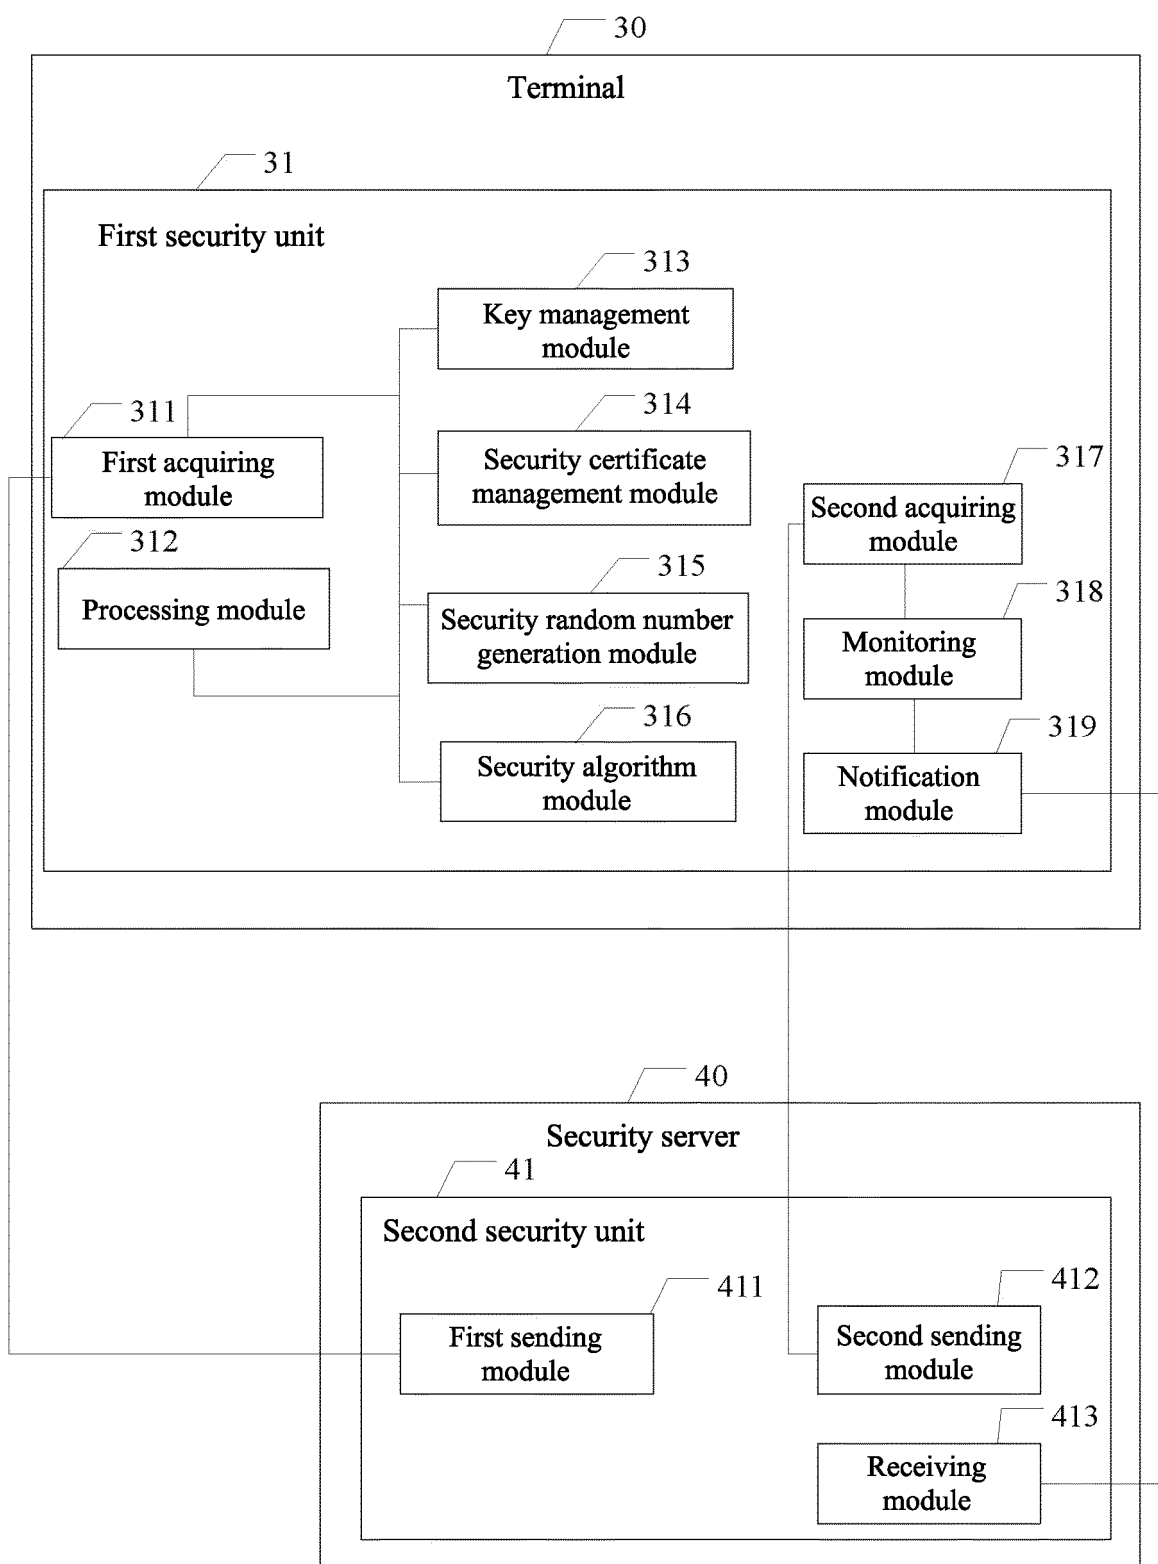 30
Terminal
31
First security unit
313
Key management
module
311
First acquiring
module
314
Security certificate
management module
317
Second acquiring
module
312
Processing module
315
Security random number
generation module
318
Monitoring
module
316
Security algorithm
module
319
Notification
module
40
Security server
41
Second security unit
411
First sending
module
412
Second sending
module
413
Receiving
module